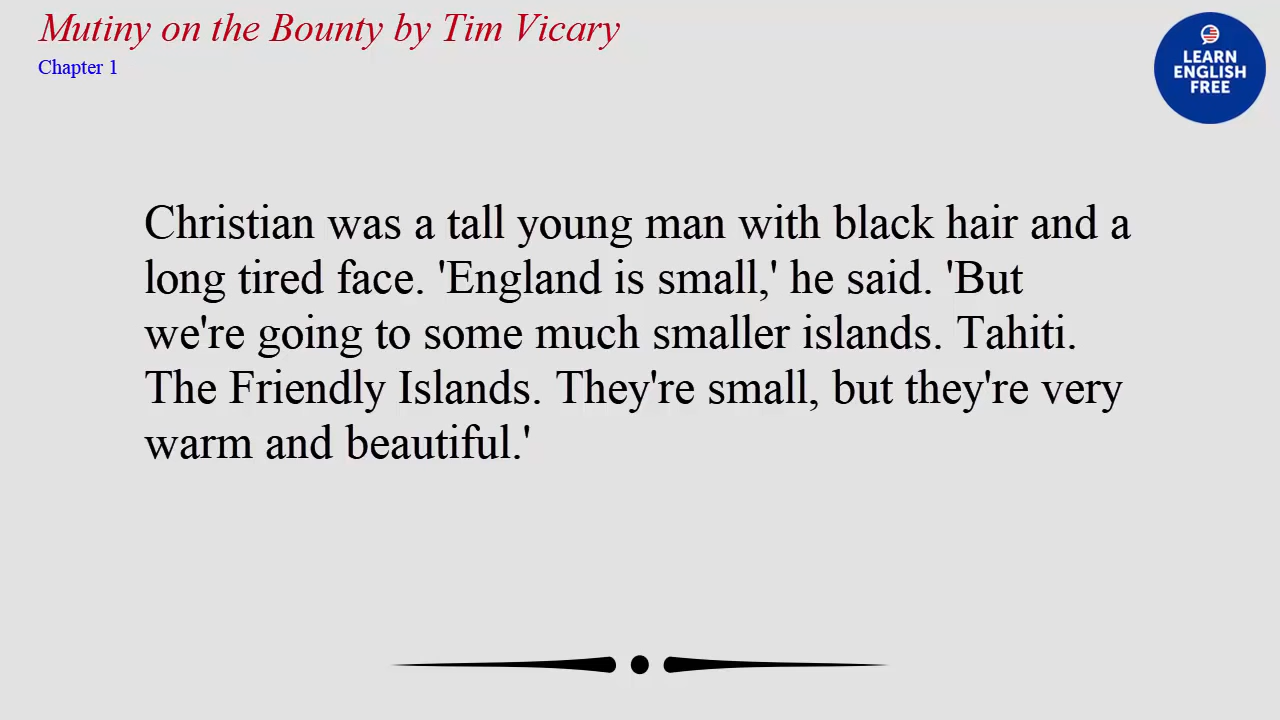 Mutiny on the Bounty by Tim Vicary
Chapter 1
LEARN
ENGLISH
FREE
Christian was a tall young man with black hair and a
long tired face. 'England is small,' he said. 'But
we're going to some much smaller islands. Tahiti.
The Friendly Islands. They're small, but they're very
warm and beautiful.'